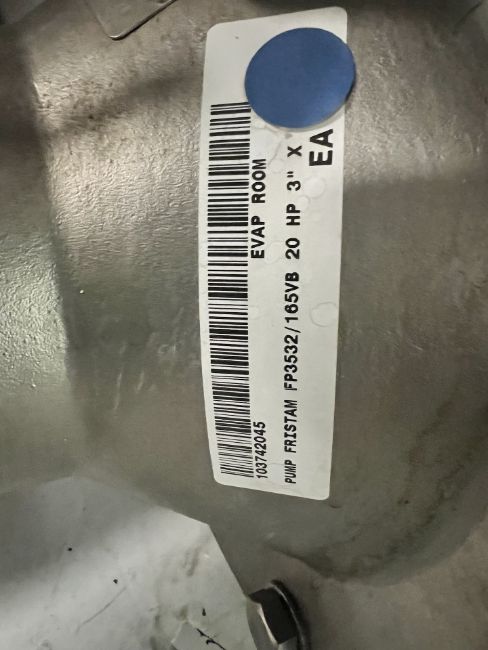 103742045
EVAP ROOM
PUMP FRISTAM FP3532/165VB 20 HP 3" X
EA